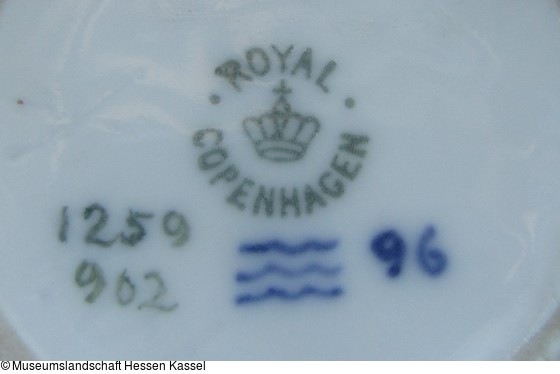 ROYAL
COPENHAGEN
1259
902
96
© Museumslandschaft Hessen Kassel